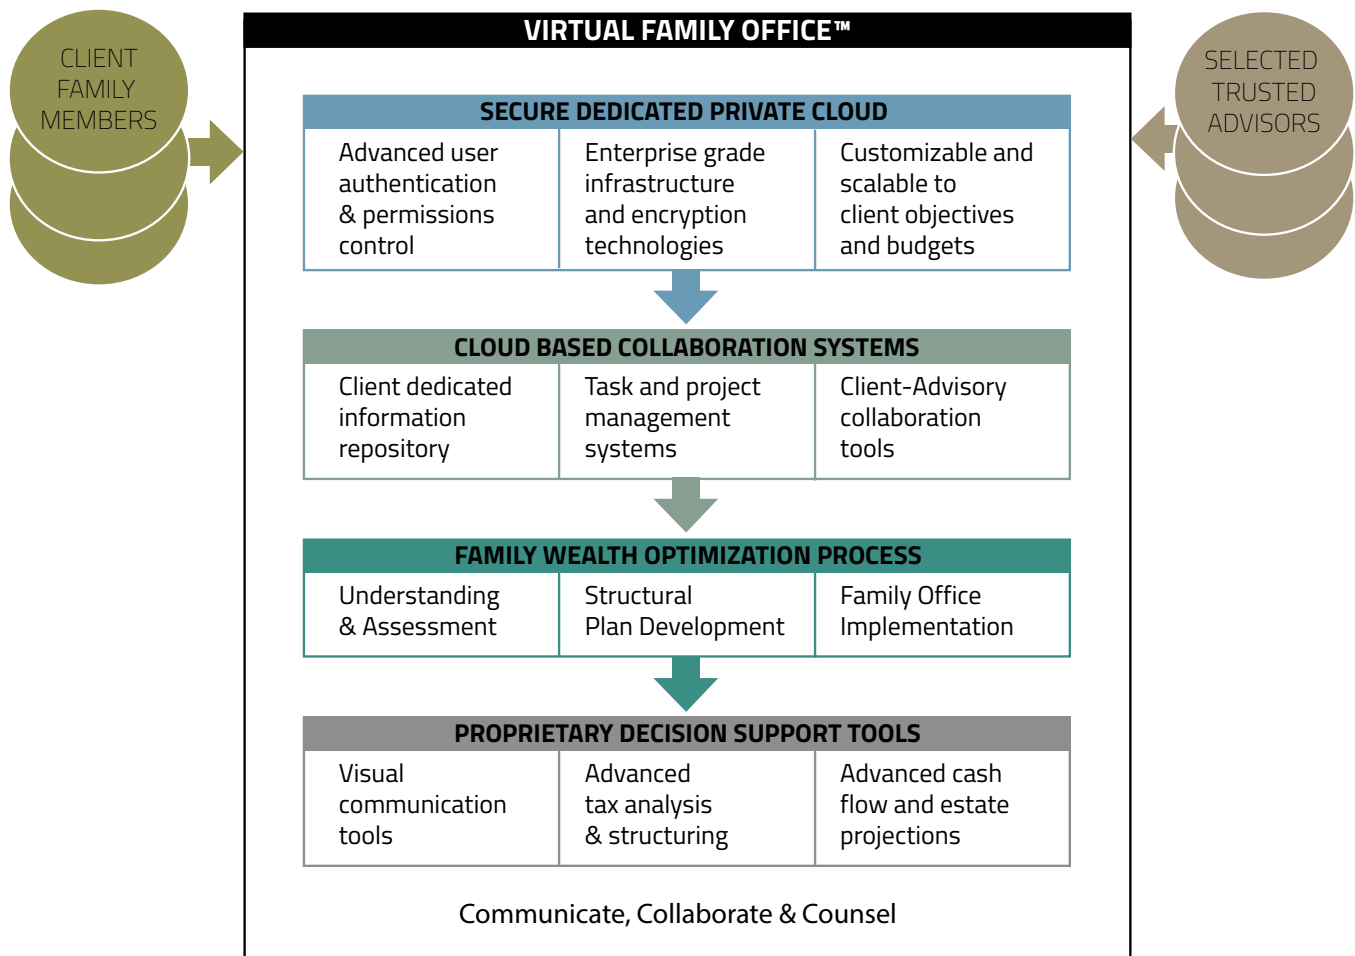 VIRTUAL FAMILY OFFICE™
CLIENT
FAMILY
MEMBERS
SELECTED
TRUSTED
ADVISORS
SECURE DEDICATED PRIVATE CLOUD
Advanced user
authentication
& permissions
control
Enterprise grade
infrastructure
and encryption
technologies
Customizable and
scalable to
client objectives
and budgets
CLOUD BASED COLLABORATION SYSTEMS
Client dedicated
information
repository
Task and project
management
systems
Client-Advisory
collaboration
tools
FAMILY WEALTH OPTIMIZATION PROCESS
Understanding
& Assessment
Structural
Plan Development
Family Office
Implementation
PROPRIETARY DECISION SUPPORT TOOLS
Visual
communication
tools
Advanced
tax analysis
& structuring
Advanced cash
flow and estate
projections
Communicate, Collaborate & Counsel